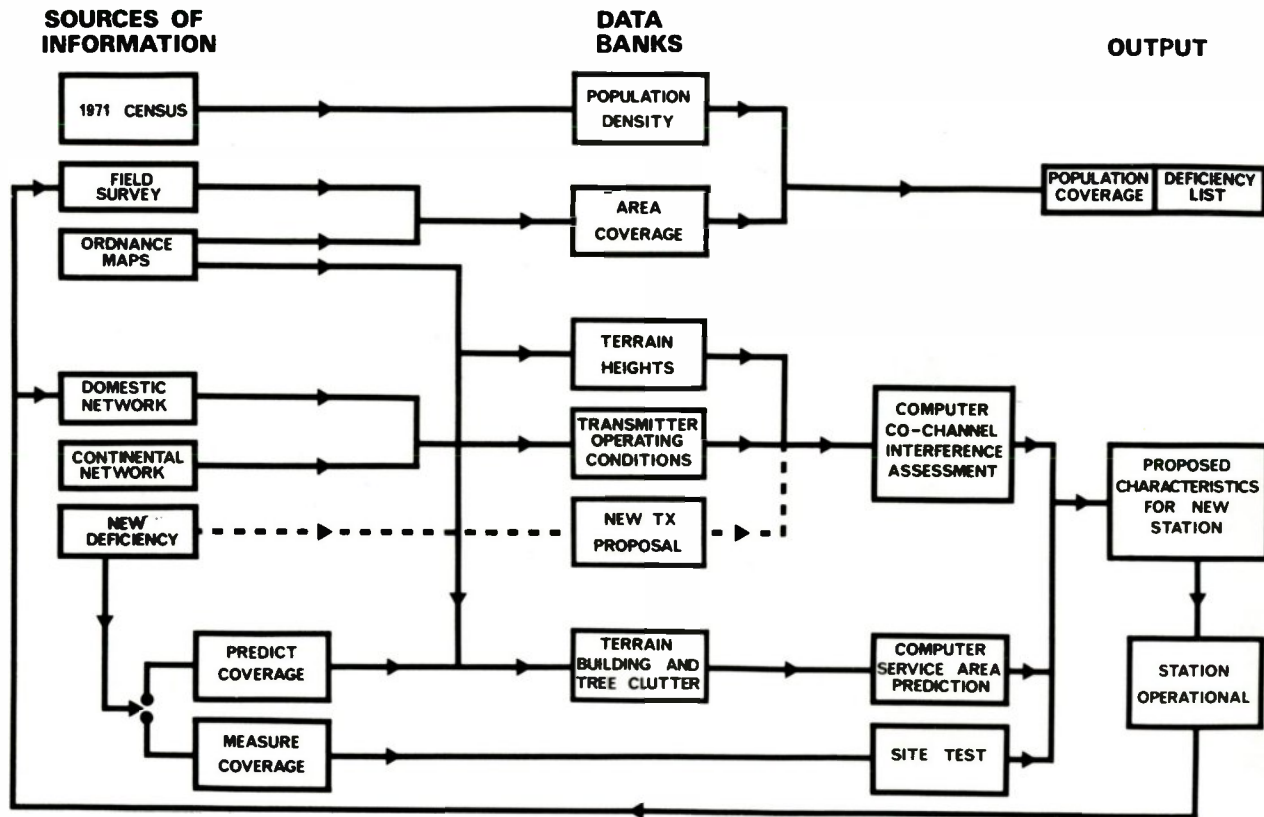 SOURCES OF
INFORMATION
DATA
BANKS
OUTPUT
1971 CENSUS
POPULATION
DENSITY
FIELD
SURVEY
AREA
COVERAGE
POPULATION
COVERAGE
DEFICIENCY
LIST
ORDNANCE
MAPS
TERRAIN
HEIGHTS
DOMESTIC
NETWORK
TRANSMITTER
OPERATING
CONDITIONS
COMPUTER
CO-CHANNEL
INTERFERENCE
ASSESSMENT
CONTINENTAL
NETWORK
PROPOSED
CHARACTERISTICS
FOR NEW
STATION
NEW
DEFICIENCY
NEW TX
PROPOSAL
PREDICT
COVERAGE
TERRAIN
BUILDING AND
TREE CLUTTER
COMPUTER
SERVICE AREA
PREDICTION
STATION
OPERATIONAL
MEASURE
COVERAGE
SITE TEST